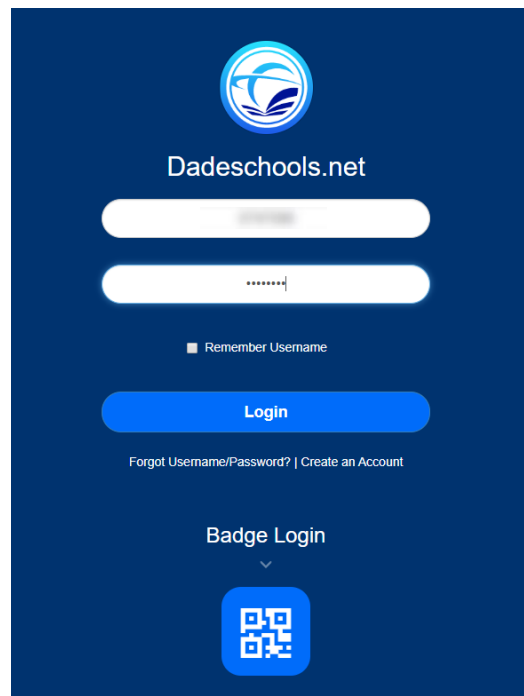 Dadeschools.net
••••••••
Remember Username
Login
Forgot Username/Password? | Create an Account
Badge Login